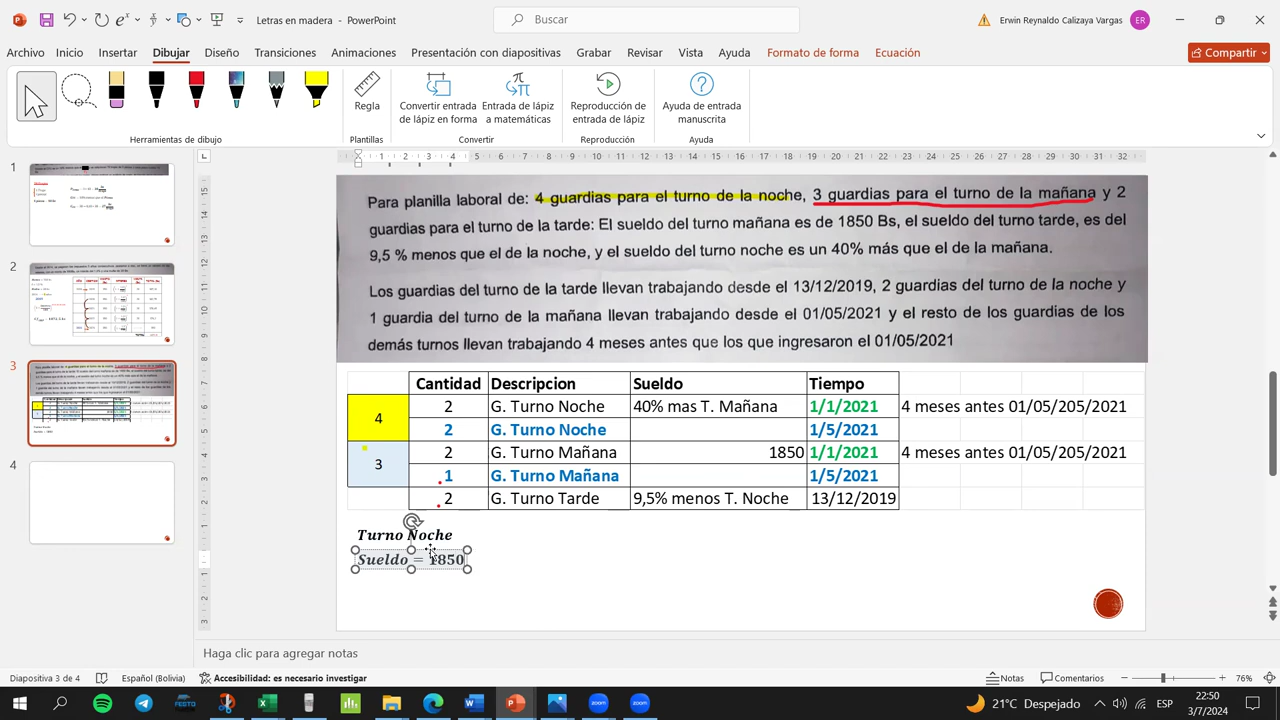 Letras en madera - PowerPoint
Buscar
Erwin Reynaldo Calizaya Vargas
ER
Archivo Inicio Insertar Dibujar Diseño Transiciones Animaciones Presentación con diapositivas Grabar Revisar Vista Ayuda Formato de forma Ecuación
Compartir
Regla
Convertir entrada de lápiz en forma
Entrada de lápiz a matemáticas
Reproducción de entrada de lápiz
Ayuda de entrada manuscrita
Herramientas de dibujo Plantillas Convertir Reproducción Ayuda
1
2
3
4
Para planilla laboral de: 4 guardias para el turno de la noche, 3 guardias para el turno de la mañana y 2
guardias para el turno de la tarde: El sueldo del turno mañana es de 1850 Bs, el sueldo del turno tarde, es del
9,5 % menos que el de la noche, y el sueldo del turno noche es un 40% más que el de la mañana.
Los guardias del turno de la tarde llevan trabajando desde el 13/12/2019, 2 guardias del turno de la noche y
1 guardia del turno de la mañana llevan trabajando desde el 01/05/2021 y el resto de los guardias de los
demás turnos llevan trabajando 4 meses antes que los que ingresaron el 01/05/2021
Cantidad Descripcion Sueldo Tiempo
4 2 G. Turno Noche 40% mas T. Mañana 1/1/2021 4 meses antes 01/05/205/2021
2 G. Turno Noche 1/5/2021
3 2 G. Turno Mañana 1850 1/1/2021 4 meses antes 01/05/205/2021
1 G. Turno Mañana 1/5/2021
2 G. Turno Tarde 9,5% menos T. Noche 13/12/2019
Turno Noche
Sueldo = 1850
Haga clic para agregar notas
Diapositiva 3 de 4 Español (Bolivia) Accesibilidad: es necesario investigar Notas Comentarios 76%
21°C Despejado ESP 22:50
3/7/2024